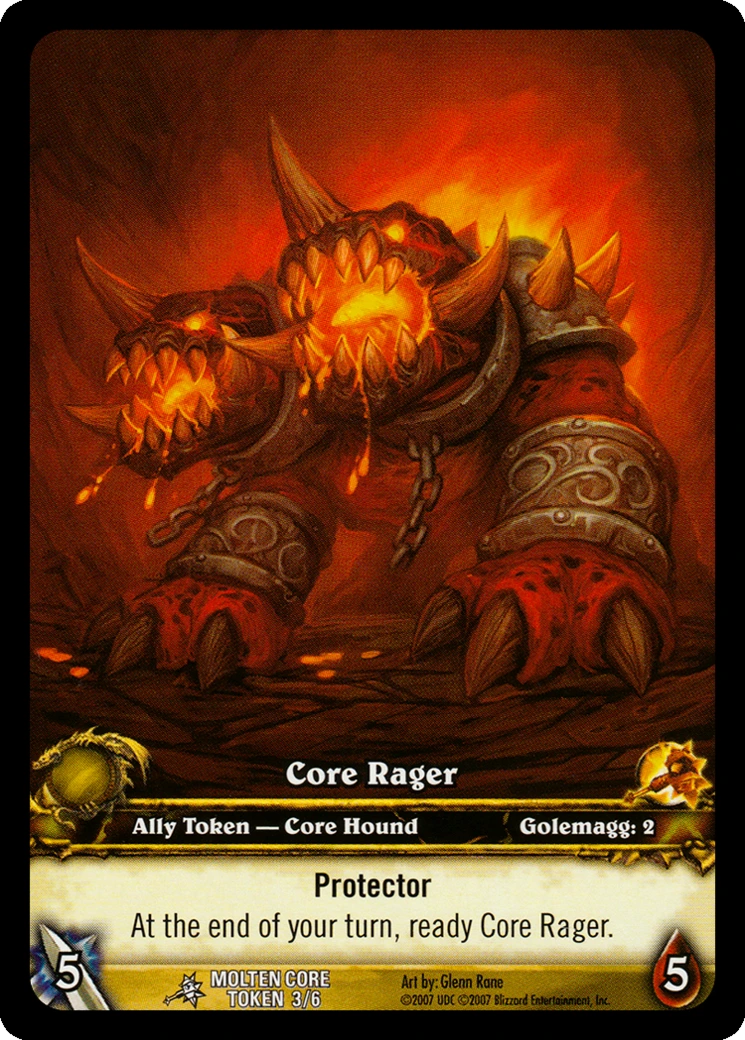 Core Rager
Ally Token — Core Hound Golemagg: 2
Protector
At the end of your turn, ready Core Rager.
5
MOLTEN CORE
TOKEN 3/6
Art by: Glenn Rane
©2007 UDC ©2007 Blizzard Entertainment, Inc.
5